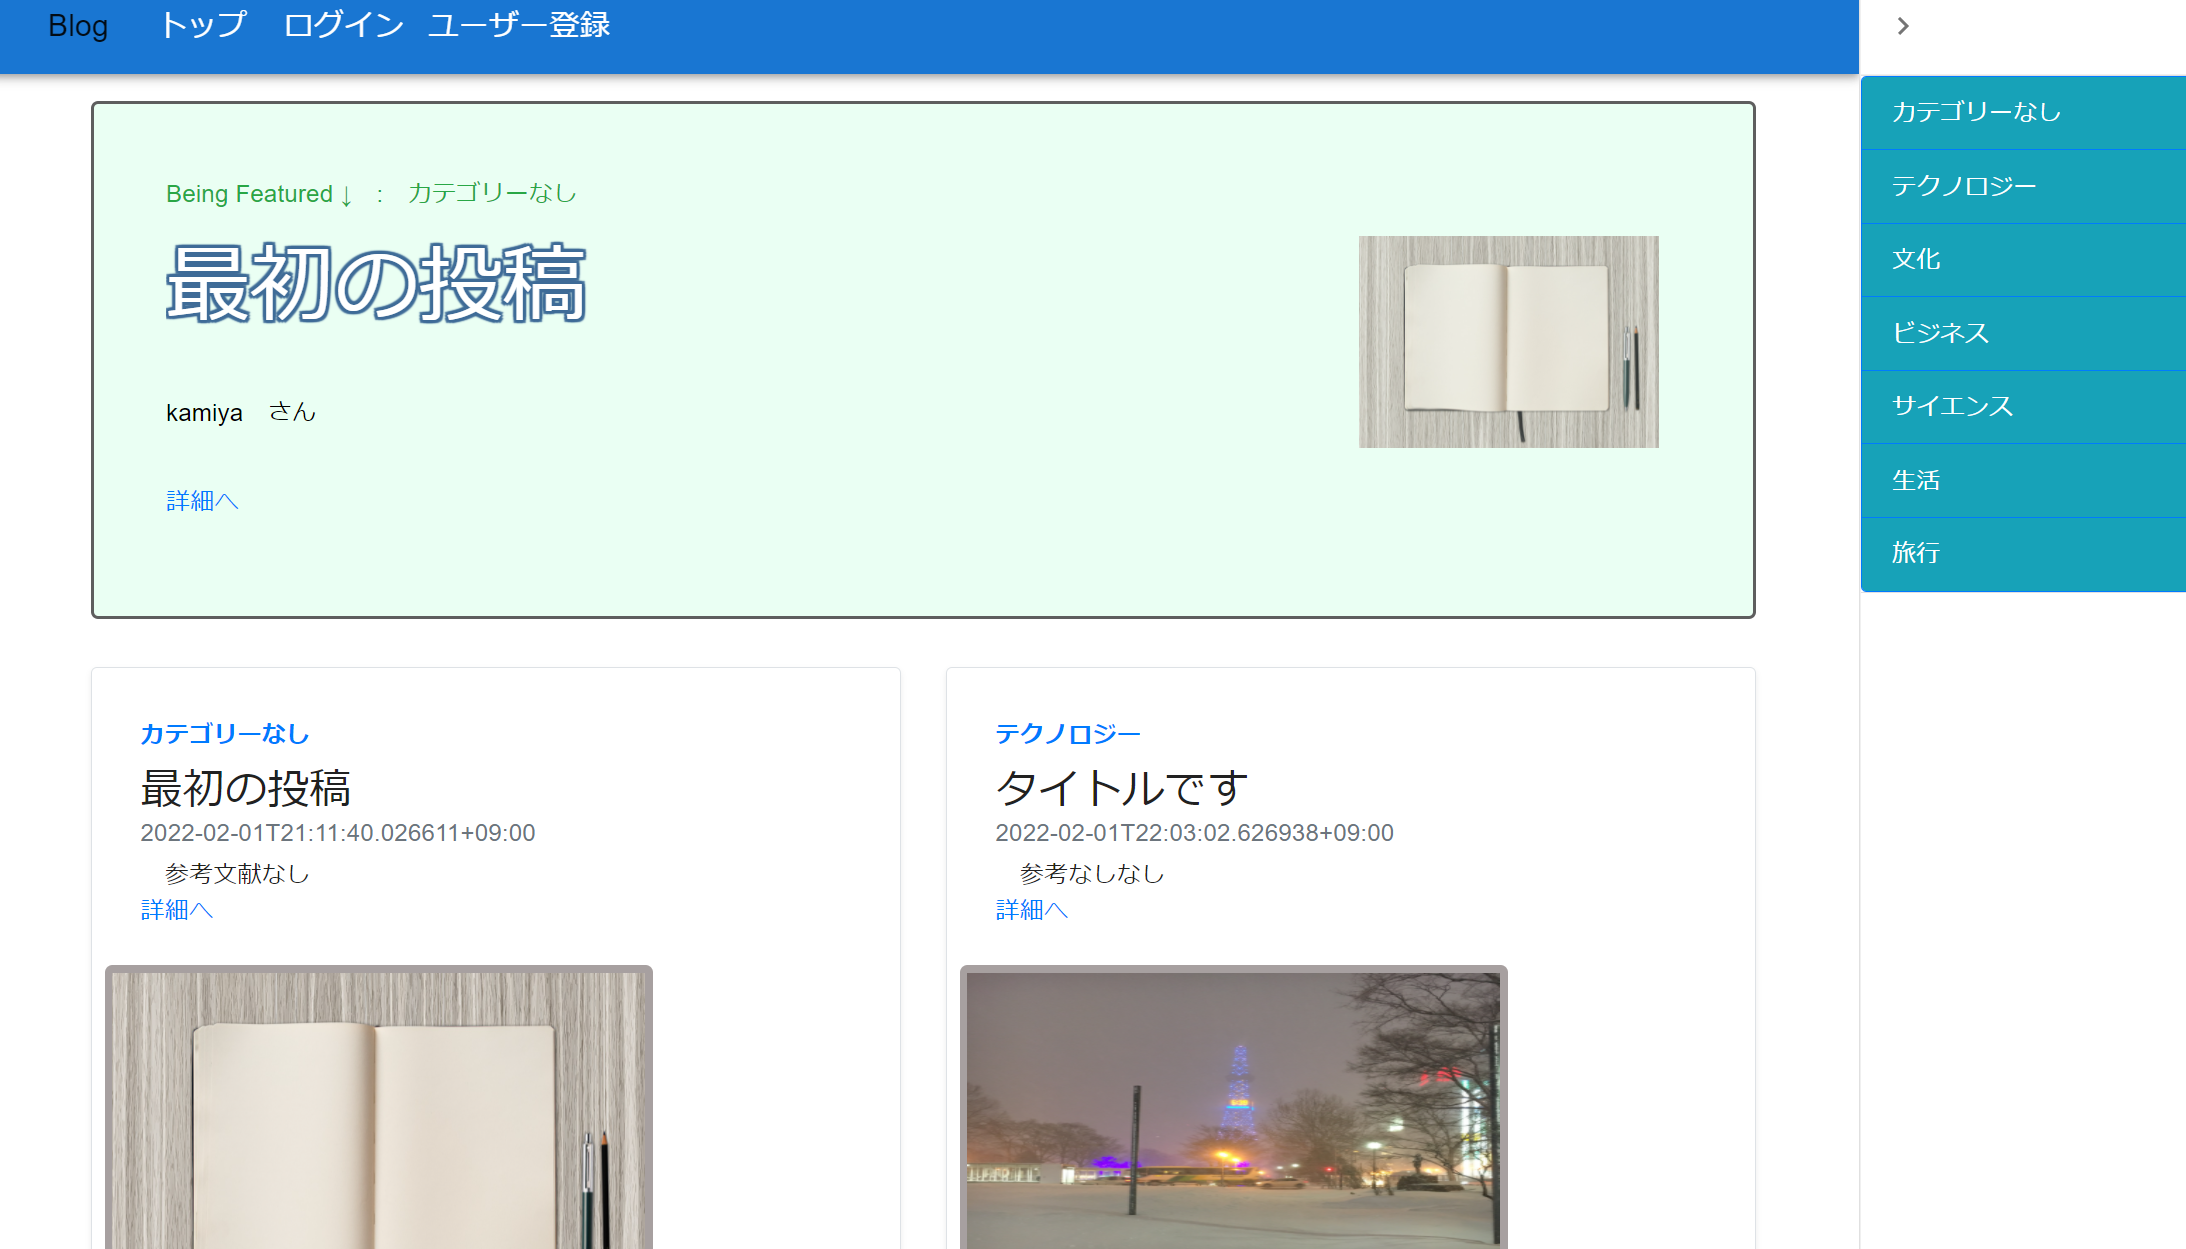 Blog トップ ログイン ユーザー登録
Being Featured ↓ : カテゴリーなし
最初の投稿
kamiya さん
詳細へ
カテゴリーなし
テクノロジー
文化
ビジネス
サイエンス
生活
旅行
カテゴリーなし
最初の投稿
2022-02-01T21:11:40.026611+09:00
参考文献なし
詳細へ
テクノロジー
タイトルです
2022-02-01T22:03:02.626938+09:00
参考なしなし
詳細へ